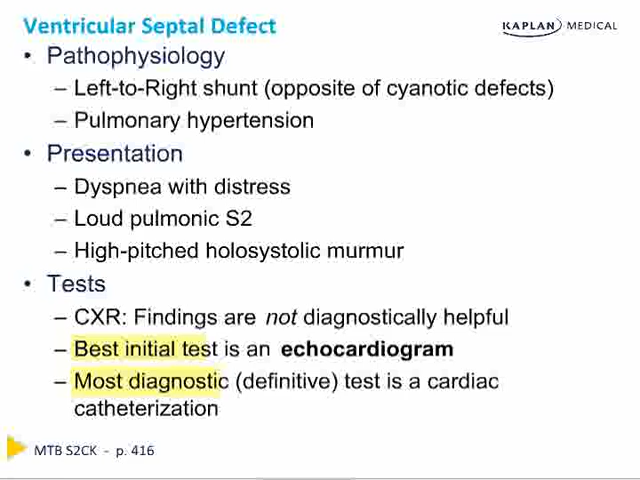 Ventricular Septal Defect
KAPLAN MEDICAL
• Pathophysiology
– Left-to-Right shunt (opposite of cyanotic defects)
– Pulmonary hypertension
• Presentation
– Dyspnea with distress
– Loud pulmonic S2
– High-pitched holosystolic murmur
• Tests
– CXR: Findings are not diagnostically helpful
– Best initial test is an echocardiogram
– Most diagnostic (definitive) test is a cardiac
catheterization
MTB S2CK - p. 416